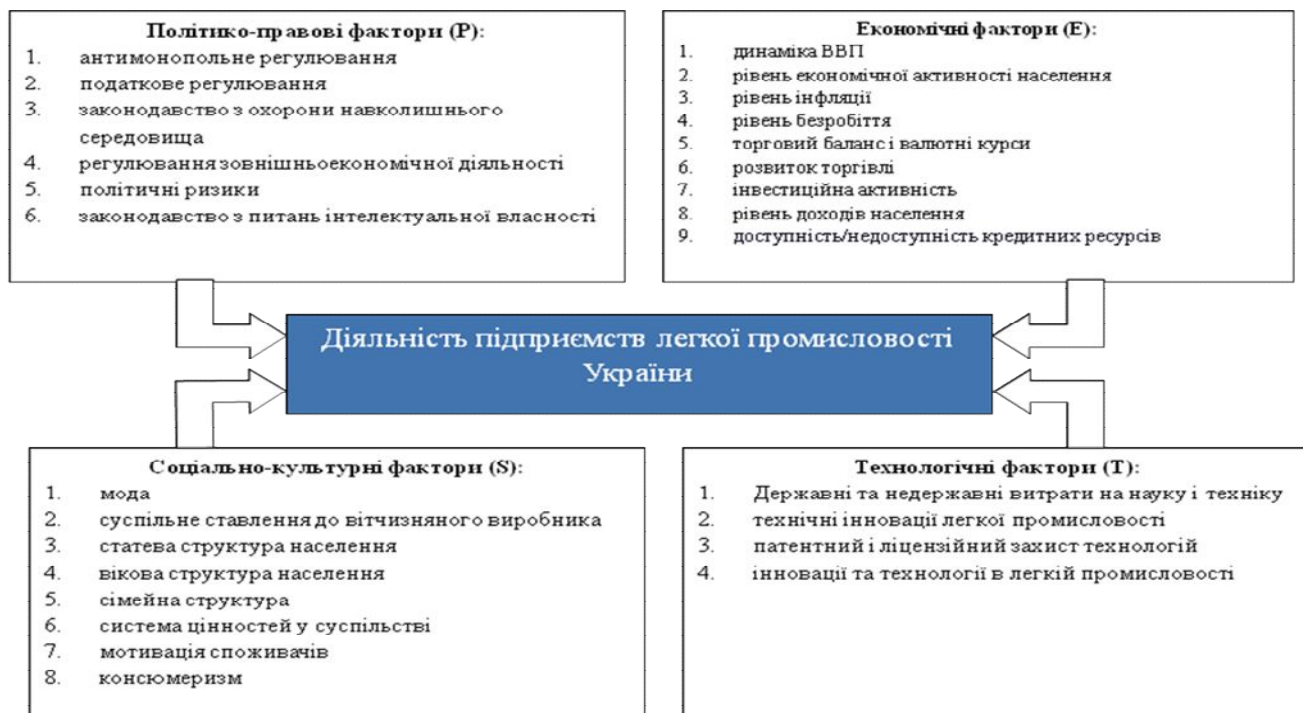 Політико-правові фактори (P):
1. антимонопольне регулювання
2. податкове регулювання
3. законодавство з охорони навколишнього
середовища
4. регулювання зовнішньоекономічної діяльності
5. політичні ризики
6. законодавство з питань інтелектуальної власності
Економічні фактори (E):
1. динаміка ВВП
2. рівень економічної активності населення
3. рівень інфляції
4. рівень безробіття
5. торговий баланс і валютні курси
6. розвиток торгівлі
7. інвестиційна активність
8. рівень доходів населення
9. доступність/недоступність кредитних ресурсів
Діяльність підприємств легкої промисловості
України
Соціально-культурні фактори (S):
1. мода
2. суспільне ставлення до вітчизняного виробника
3. статева структура населення
4. вікова структура населення
5. сімейна структура
6. система цінностей у суспільстві
7. мотивація споживачів
8. консюмеризм
Технологічні фактори (T):
1. Державні та недержавні витрати на науку і техніку
2. технічні інновації легкої промисловості
3. патентний і ліцензійний захист технологій
4. інновації та технології в легкій промисловості